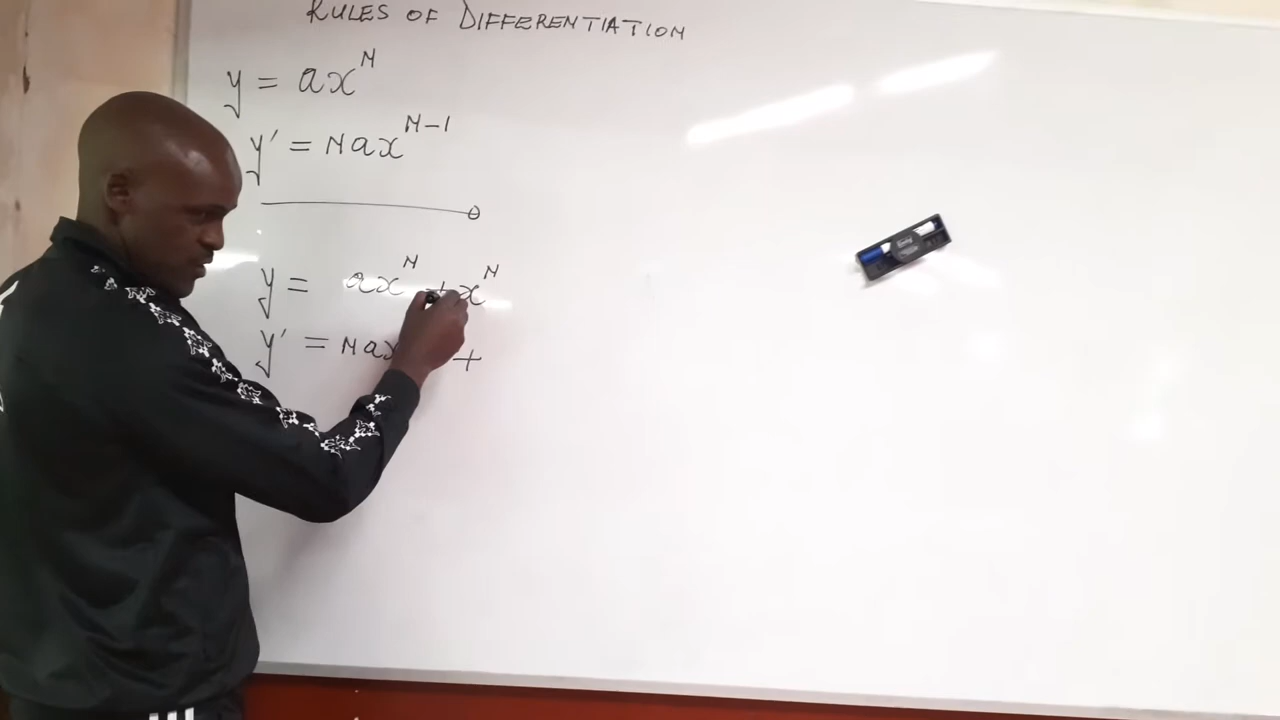 RULES OF DIFFERENTIATION
y = ax^N
y' = Nax^N-1
y = ax^N + x^N
y' = Nax +